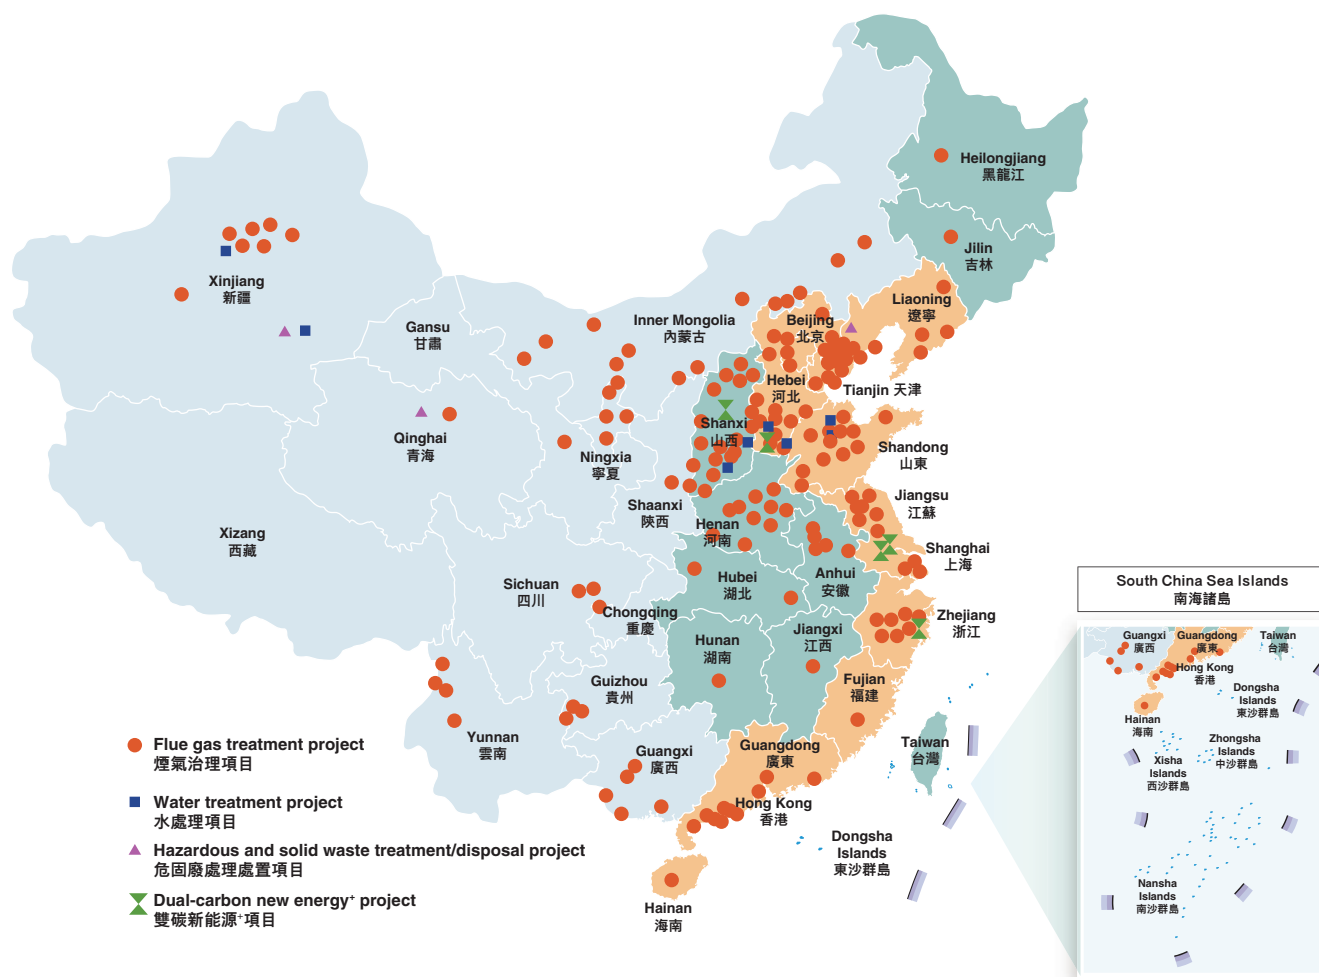 Heilongjiang
黑龍江
Jilin
吉林
Liaoning
遼寧
Xinjiang
新疆
Gansu
甘肅
Inner Mongolia
內蒙古
Beijing
北京
Hebei
河北
Tianjin 天津
Qinghai
青海
Ningxia
寧夏
Shanxi
山西
Shandong
山東
Shaanxi
陝西
Henan
河南
Jiangsu
江蘇
Xizang
西藏
Shanghai
上海
Sichuan
四川
Chongqing
重慶
Hubei
湖北
Anhui
安徽
Zhejiang
浙江
Hunan
湖南
Jiangxi
江西
Guizhou
貴州
Fujian
福建
Yunnan
雲南
Guangxi
廣西
Guangdong
廣東
Taiwan
台灣
Hong Kong
香港
Dongsha
Islands
東沙群島
Hainan
海南
Flue gas treatment project
煙氣治理項目
Water treatment project
水處理項目
Hazardous and solid waste treatment/disposal project
危固廢處理處置項目
Dual-carbon new energy+ project
雙碳新能源+項目
South China Sea Islands
南海諸島
Guangxi
廣西
Guangdong
廣東
Taiwan
台灣
Hong Kong
香港
Dongsha
Islands
東沙群島
Hainan
海南
Zhongsha
Islands
中沙群島
Xisha
Islands
西沙群島
Nansha
Islands
南沙群島